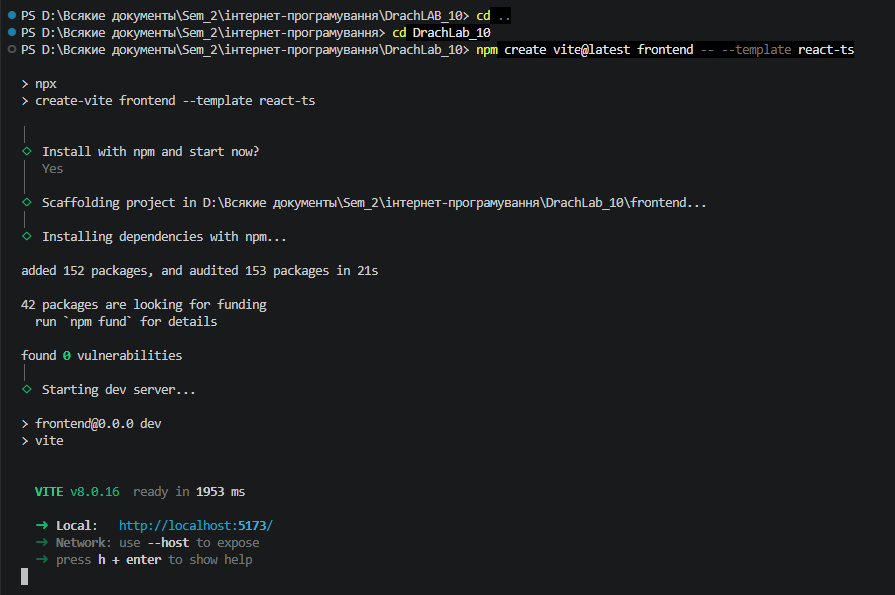 PS D:\Всякие документы\Sem_2\інтернет-програмування\DrachLAB_10> cd ..
PS D:\Всякие документы\Sem_2\інтернет-програмування> cd DrachLab_10
PS D:\Всякие документы\Sem_2\інтернет-програмування\DrachLab_10> npm create vite@latest frontend -- --template react-ts
> npx
> create-vite frontend --template react-ts
Install with npm and start now?
Yes
Scaffolding project in D:\Всякие документы\Sem_2\інтернет-програмування\DrachLab_10\frontend...
Installing dependencies with npm...
added 152 packages, and audited 153 packages in 21s
42 packages are looking for funding
run `npm fund` for details
found 0 vulnerabilities
Starting dev server...
> frontend@0.0.0 dev
> vite
VITE v8.0.16 ready in 1953 ms
➜ Local: http://localhost:5173/
➜ Network: use --host to expose
➜ press h + enter to show help